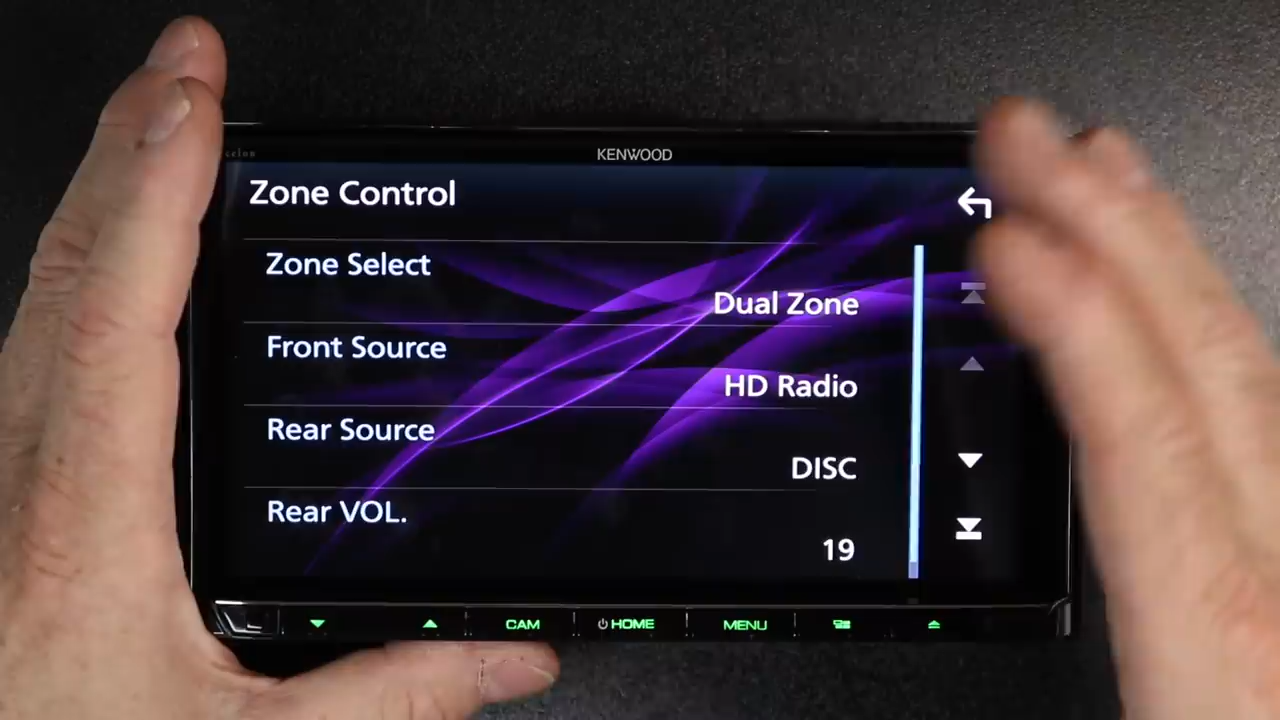 KENWOOD
Zone Control
Zone Select
Dual Zone
Front Source
HD Radio
Rear Source
DISC
Rear VOL.
19
CAM
HOME
MENU